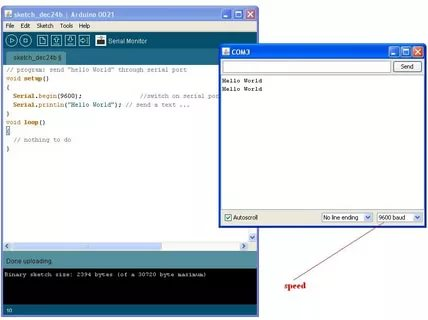 sketch_dec24b | Arduino 0021
File Edit Sketch Tools Help
Serial Monitor
sketch_dec24b §
// program: send "hello World" through serial port
void setup()
{
Serial.begin(9600); //switch on serial por
Serial.println("Hello World"); // send a text ...
}
void loop()
{
// nothing to do
}
Done uploading.
Binary sketch size: 2394 bytes (of a 30720 byte maximum)
10
COM3
Send
Hello World
Hello World
Autoscroll
No line ending
9600 baud
speed